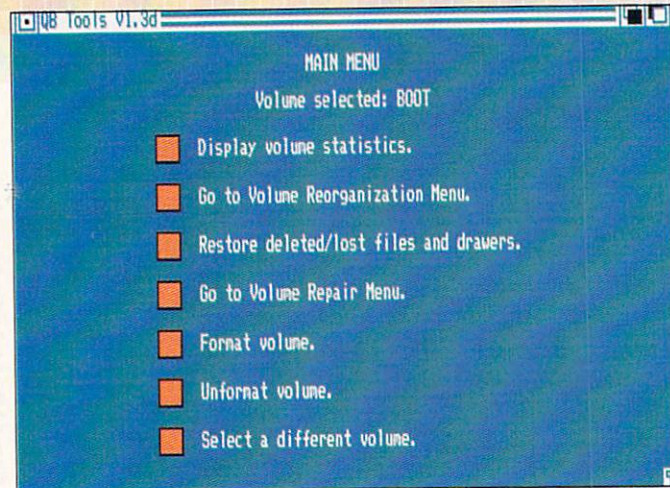 QB Tools V1.3d
MAIN MENU
Volume selected: BOOT
Display volume statistics.
Go to Volume Reorganization Menu.
Restore deleted/lost files and drawers.
Go to Volume Repair Menu.
Format volume.
Unformat volume.
Select a different volume.